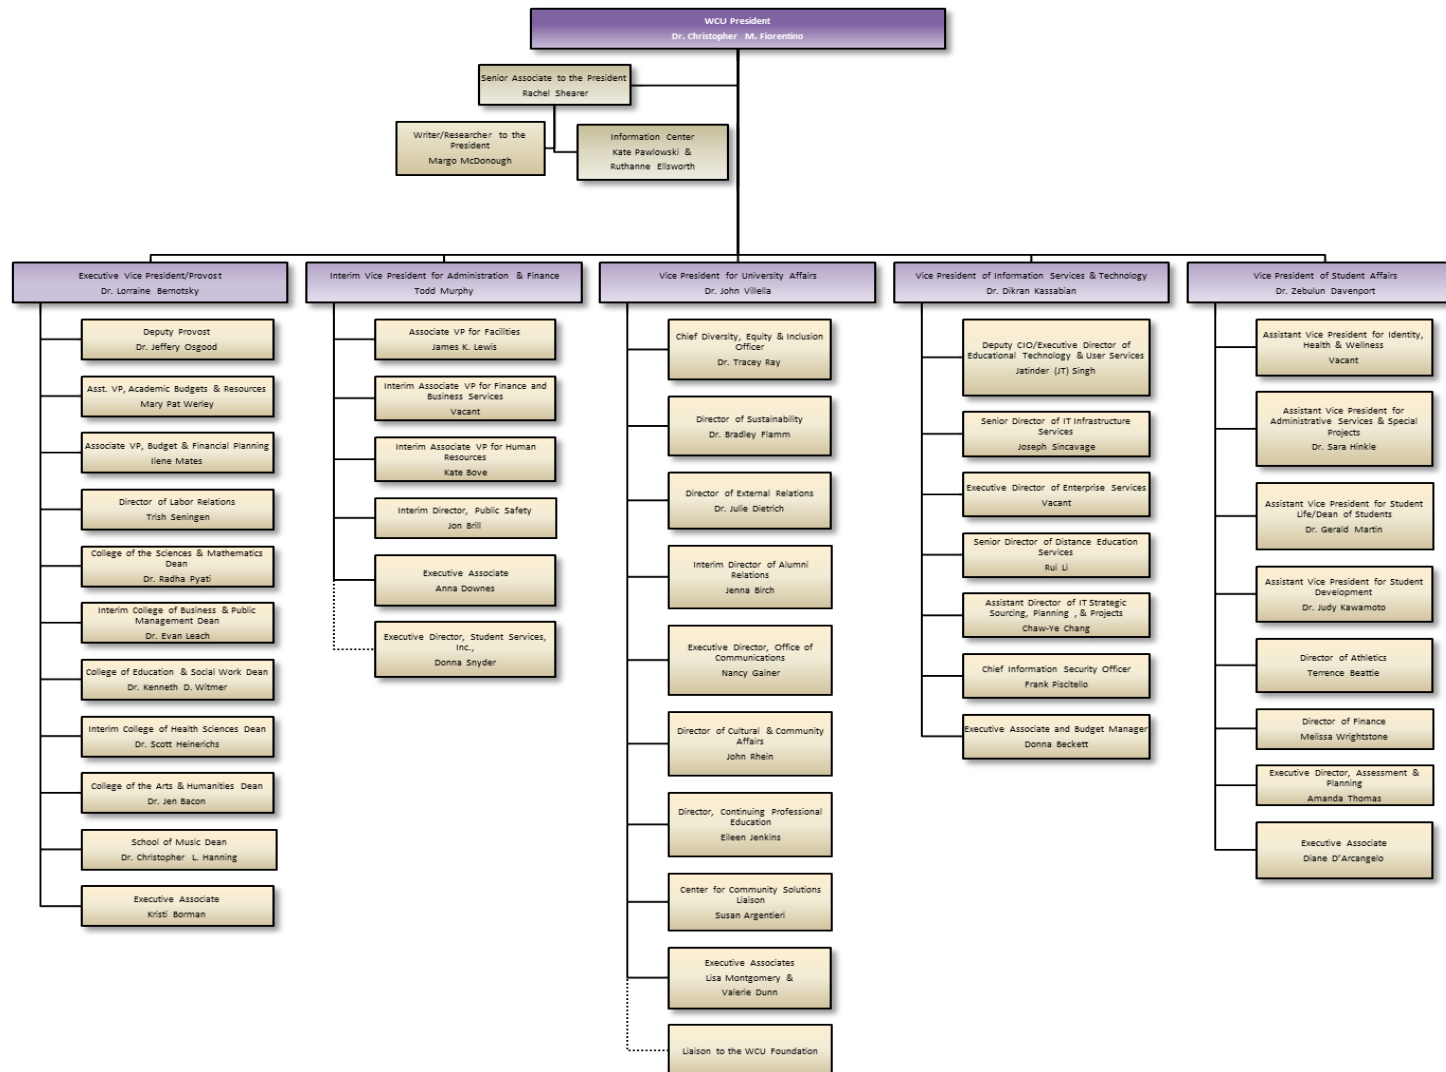 WCU President
Dr. Christopher M. Fiorentino
Senior Associate to the President
Rachel Shearer
Writer/Researcher to the
President
Margo McDonough
Information Center
Kate Pawlowski &
Ruthanne Ellsworth
Executive Vice President/Provost
Dr. Lorraine Bernotsky
Deputy Provost
Dr. Jeffery Osgood
Asst. VP, Academic Budgets & Resources
Mary Pat Werley
Associate VP, Budget & Financial Planning
Ilene Mates
Director of Labor Relations
Trish Seningen
College of the Sciences & Mathematics
Dean
Dr. Radha Pyati
Interim College of Business & Public
Management Dean
Dr. Evan Leach
College of Education & Social Work Dean
Dr. Kenneth D. Witmer
Interim College of Health Sciences Dean
Dr. Scott Heinerichs
College of the Arts & Humanities Dean
Dr. Jen Bacon
School of Music Dean
Dr. Christopher L. Hanning
Executive Associate
Kristi Borman
Interim Vice President for Administration & Finance
Todd Murphy
Associate VP for Facilities
James K. Lewis
Interim Associate VP for Finance and
Business Services
Vacant
Interim Associate VP for Human
Resources
Kate Bove
Interim Director, Public Safety
Jon Brill
Executive Associate
Anna Downes
Executive Director, Student Services,
Inc.,
Donna Snyder
Vice President for University Affairs
Dr. John Villella
Chief Diversity, Equity & Inclusion
Officer
Dr. Tracey Ray
Director of Sustainability
Dr. Bradley Flamm
Director of External Relations
Dr. Julie Dietrich
Interim Director of Alumni
Relations
Jenna Birch
Executive Director, Office of
Communications
Nancy Gainer
Director of Cultural & Community
Affairs
John Rhein
Director, Continuing Professional
Education
Eileen Jenkins
Center for Community Solutions
Liaison
Susan Argentieri
Executive Associates
Lisa Montgomery &
Valerie Dunn
Liaison to the WCU Foundation
Vice President of Information Services & Technology
Dr. Dikran Kassabian
Deputy CIO/Executive Director of
Educational Technology & User Services
Jatinder (JT) Singh
Senior Director of IT Infrastructure
Services
Joseph Sincavage
Executive Director of Enterprise Services
Vacant
Senior Director of Distance Education
Services
Rui Li
Assistant Director of IT Strategic
Sourcing, Planning , & Projects
Chaw-Ye Chang
Chief Information Security Officer
Frank Piscitello
Executive Associate and Budget Manager
Donna Beckett
Vice President of Student Affairs
Dr. Zebulun Davenport
Assistant Vice President for Identity,
Health & Wellness
Vacant
Assistant Vice President for
Administrative Services & Special
Projects
Dr. Sara Hinkle
Assistant Vice President for Student
Life/Dean of Students
Dr. Gerald Martin
Assistant Vice President for Student
Development
Dr. Judy Kawamoto
Director of Athletics
Terrence Beattie
Director of Finance
Melissa Wrightstone
Executive Director, Assessment &
Planning
Amanda Thomas
Executive Associate
Diane D'Arcangelo